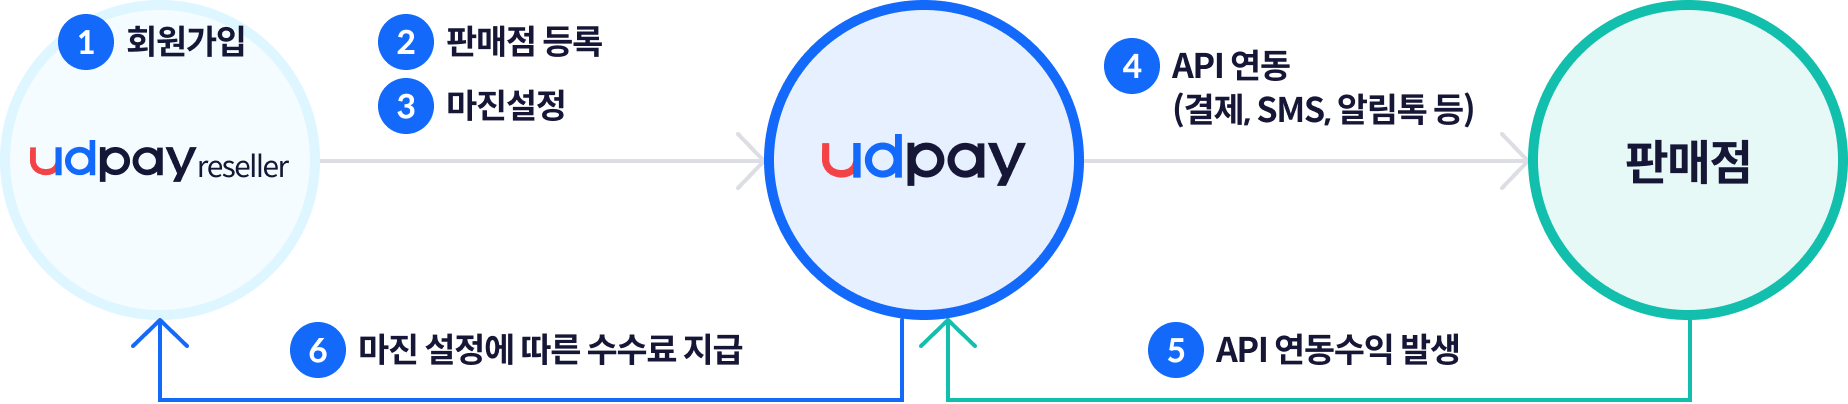 1 회원가입
udpay reseller
2 판매점 등록
3 마진설정
udpay
4 API 연동
(결제, SMS, 알림톡 등)
판매점
5 API 연동수익 발생
6 마진 설정에 따른 수수료 지급